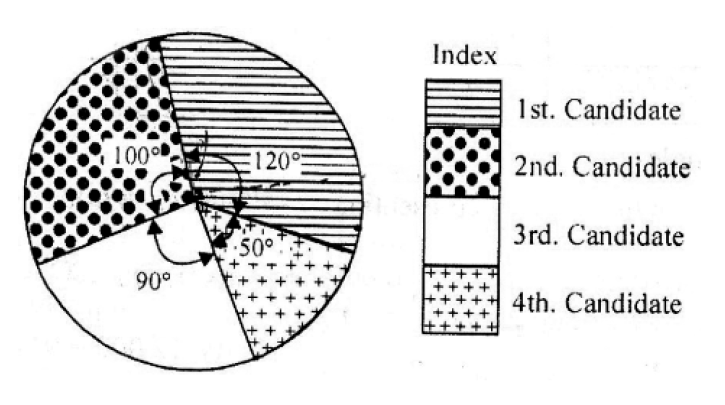 Index
1st. Candidate
100° 120°
2nd. Candidate
3rd. Candidate
50°
90°
4th. Candidate